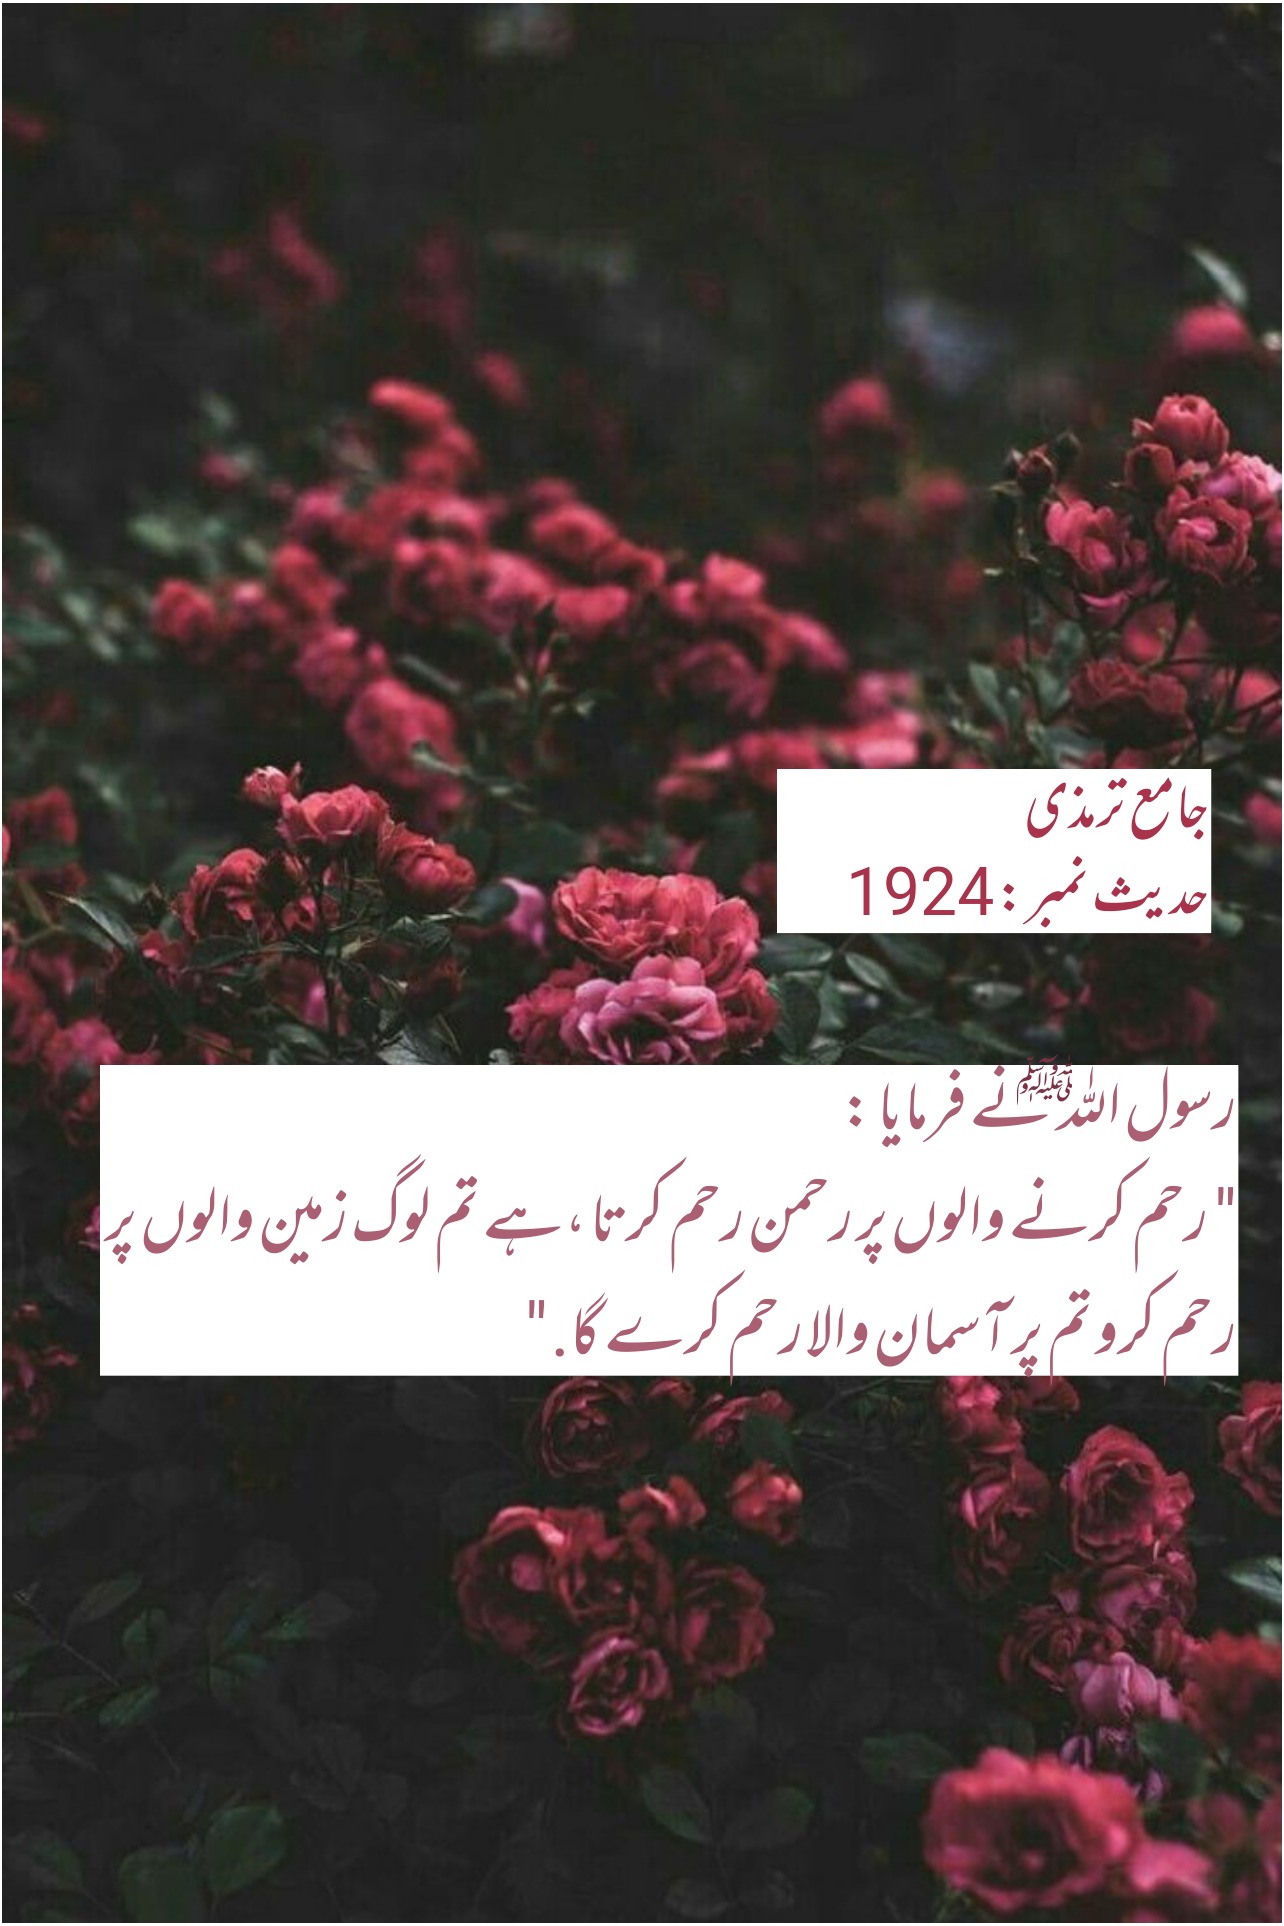 جامع ترمذی
حدیث نمبر : 1924
رسول اللہ ﷺ نے فرمایا :
"رحم کرنے والوں پر رحمن رحم کرتا ، ہے تم لوگ زمین والوں پر
رحم کرو تم پر آسمان والا رحم کرے گا ."